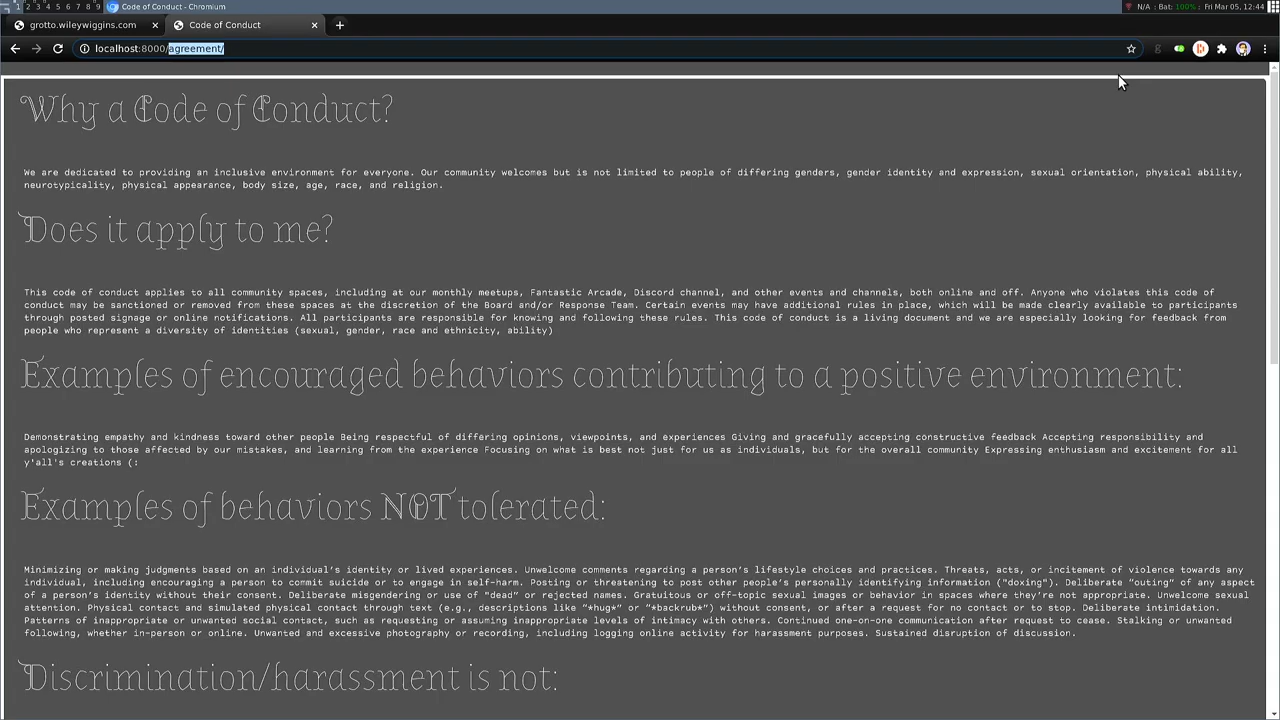 1 2 3 4 5 6 7 8 9 Code of Conduct - Chromium N/A : Bat: 100% : Fri Mar 05, 12:44
grotto.wileywiggins.com × Code of Conduct × +
localhost:8000/agreement/
Why a Code of Conduct?
We are dedicated to providing an inclusive environment for everyone. Our community welcomes but is not limited to people of differing genders, gender identity and expression, sexual orientation, physical ability,
neurotypicality, physical appearance, body size, age, race, and religion.
Does it apply to me?
This code of conduct applies to all community spaces, including at our monthly meetups, Fantastic Arcade, Discord channel, and other events and channels, both online and off. Anyone who violates this code of
conduct may be sanctioned or removed from these spaces at the discretion of the Board and/or Response Team. Certain events may have additional rules in place, which will be made clearly available to participants
through posted signage or online notifications. All participants are responsible for knowing and following these rules. This code of conduct is a living document and we are especially looking for feedback from
people who represent a diversity of identities (sexual, gender, race and ethnicity, ability)
Examples of encouraged behaviors contributing to a positive environment:
Demonstrating empathy and kindness toward other people Being respectful of differing opinions, viewpoints, and experiences Giving and gracefully accepting constructive feedback Accepting responsibility and
apologizing to those affected by our mistakes, and learning from the experience Focusing on what is best not just for us as individuals, but for the overall community Expressing enthusiasm and excitement for all
y'all's creations (:
Examples of behaviors NOT tolerated:
Minimizing or making judgments based on an individual’s identity or lived experiences. Unwelcome comments regarding a person’s lifestyle choices and practices. Threats, acts, or incitement of violence towards any
individual, including encouraging a person to commit suicide or to engage in self-harm. Posting or threatening to post other people’s personally identifying information ("doxing"). Deliberate “outing” of any aspect
of a person’s identity without their consent. Deliberate misgendering or use of "dead" or rejected names. Gratuitous or off-topic sexual images or behavior in spaces where they’re not appropriate. Unwelcome sexual
attention. Physical contact and simulated physical contact through text (e.g., descriptions like “*hug*” or “*backrub*”) without consent, or after a request for no contact or to stop. Deliberate intimidation.
Patterns of inappropriate or unwanted social contact, such as requesting or assuming inappropriate levels of intimacy with others. Continued one-on-one communication after request to cease. Stalking or unwanted
following, whether in-person or online. Unwanted and excessive photography or recording, including logging online activity for harassment purposes. Sustained disruption of discussion.
Discrimination/harassment is not: